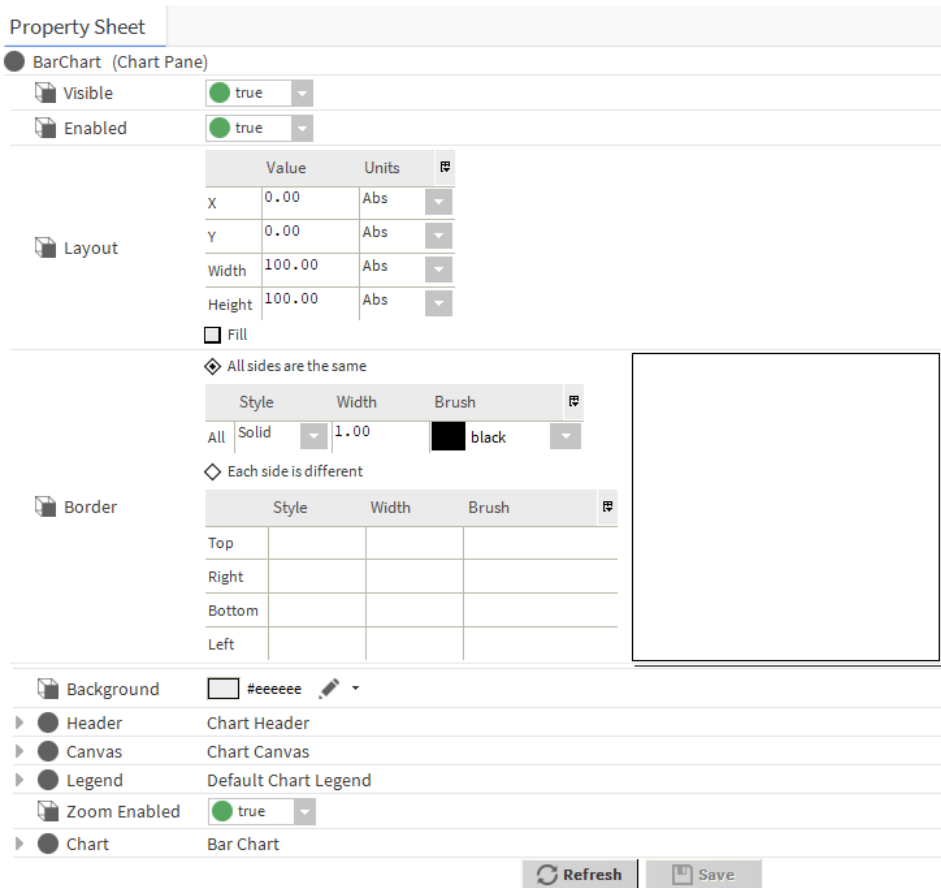 Property Sheet
BarChart (Chart Pane)
Visible true
Enabled true
Value Units
X 0.00 Abs
Y 0.00 Abs
Layout
Width 100.00 Abs
Height 100.00 Abs
Fill
All sides are the same
Style Width Brush
All Solid 1.00 black
Each side is different
Border
Style Width Brush
Top
Right
Bottom
Left
Background #eeeeee
Header Chart Header
Canvas Chart Canvas
Legend Default Chart Legend
Zoom Enabled true
Chart Bar Chart
Refresh Save